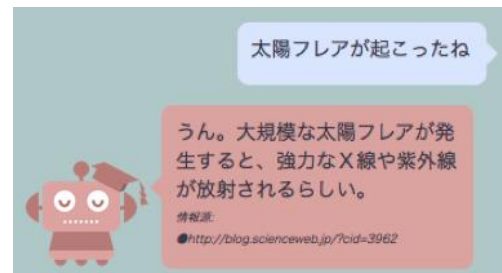 太陽フレアが起こったね
うん。大規模な太陽フレアが発
生すると、強力なX線や紫外線
が放射されるらしい。
情報源:
●http://blog.scienceweb.jp/?cid=3962